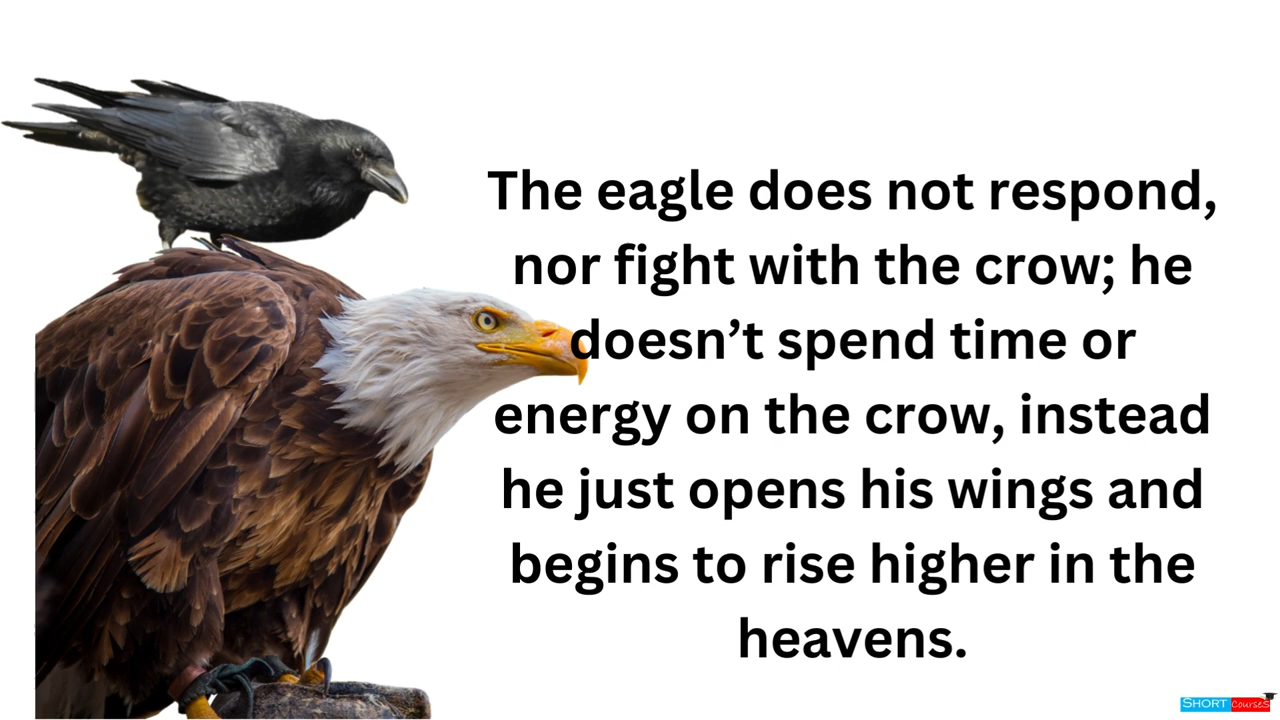 The eagle does not respond,
nor fight with the crow; he
doesn’t spend time or
energy on the crow, instead
he just opens his wings and
begins to rise higher in the
heavens.
SHORT CourseS